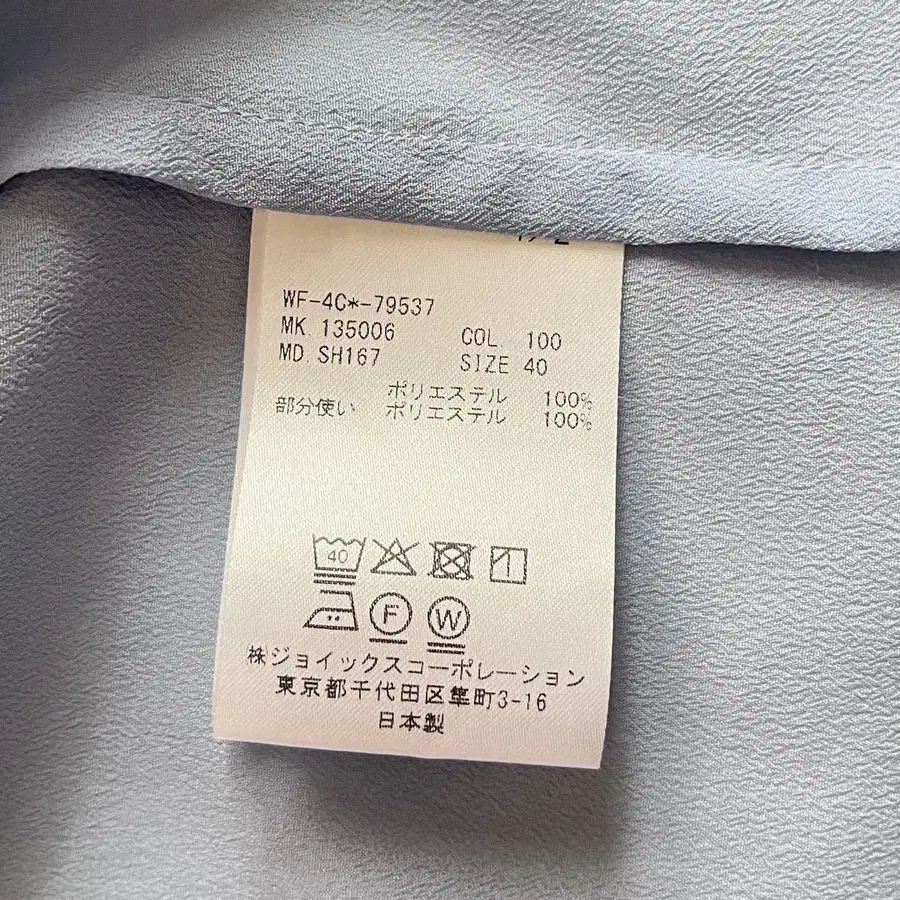 WF-4C*-79537
MK. 135006 COL. 100
MD. SH167 SIZE 40
ポリエステル 100%
部分使い ポリエステル 100%
40
F W
㈱ジョイックスコーポレーション
東京都千代田区隼町3-16
日本製